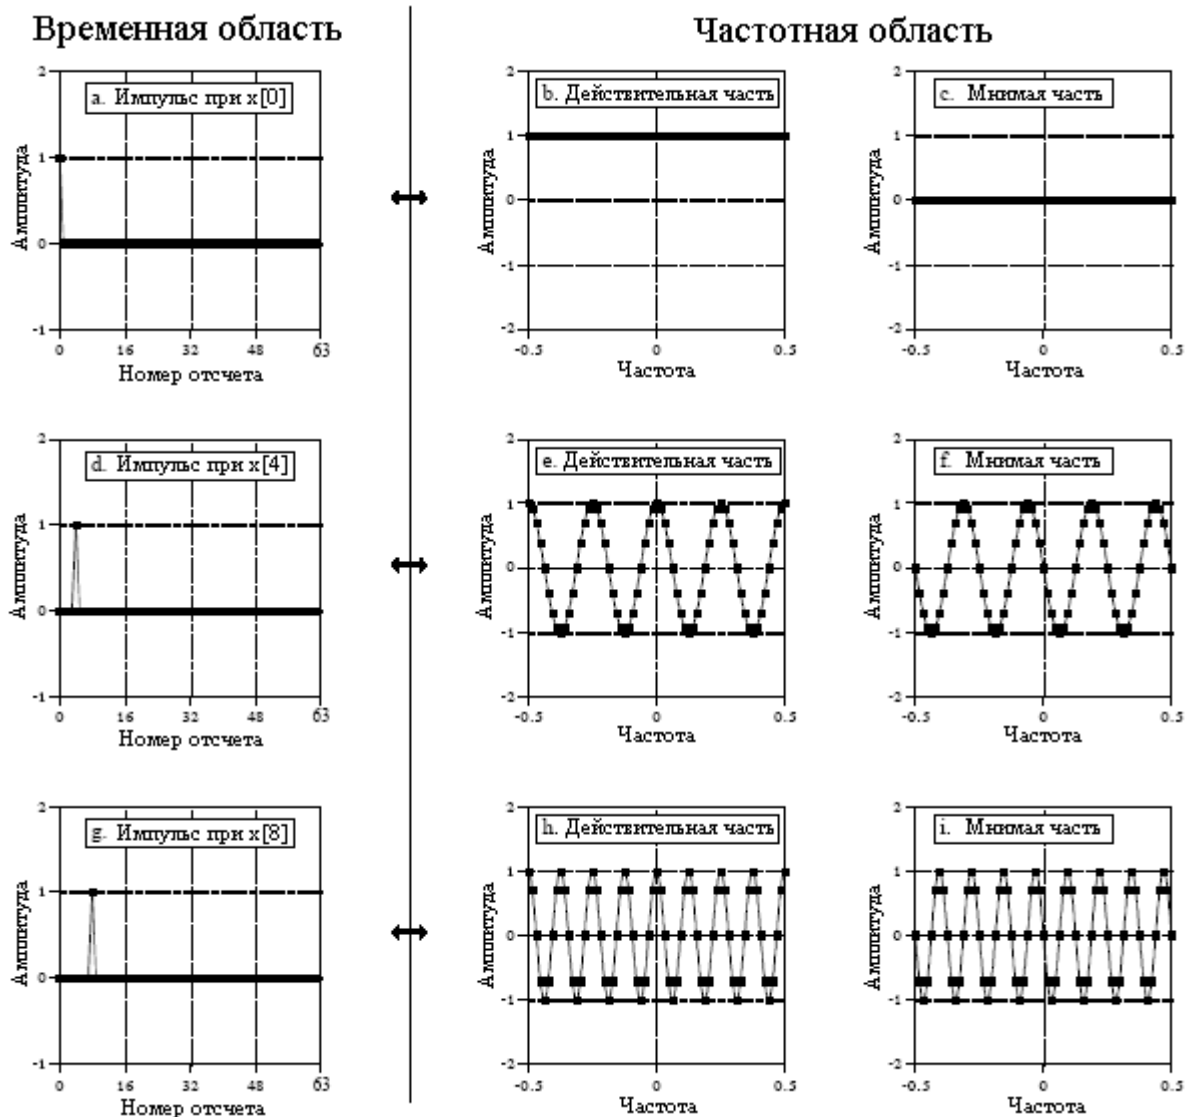 Временная область
Частотная область
a. Импульс при x[0]
2
1
0
-1
Амплитуда
0 16 32 48 63
Номер отсчета
b. Действительная часть
2
1
0
-1
-2
Амплитуда
-0.5 0 0.5
Частота
c. Мнимая часть
2
1
0
-1
-2
Амплитуда
-0.5 0 0.5
Частота
d. Импульс при x[4]
2
1
0
-1
Амплитуда
0 16 32 48 63
Номер отсчета
e. Действительная часть
2
1
0
-1
-2
Амплитуда
-0.5 0 0.5
Частота
f. Мнимая часть
2
1
0
-1
-2
Амплитуда
-0.5 0 0.5
Частота
g. Импульс при x[8]
2
1
0
-1
Амплитуда
0 16 32 48 63
Номер отсчета
h. Действительная часть
2
1
0
-1
-2
Амплитуда
-0.5 0 0.5
Частота
i. Мнимая часть
2
1
0
-1
-2
Амплитуда
-0.5 0 0.5
Частота